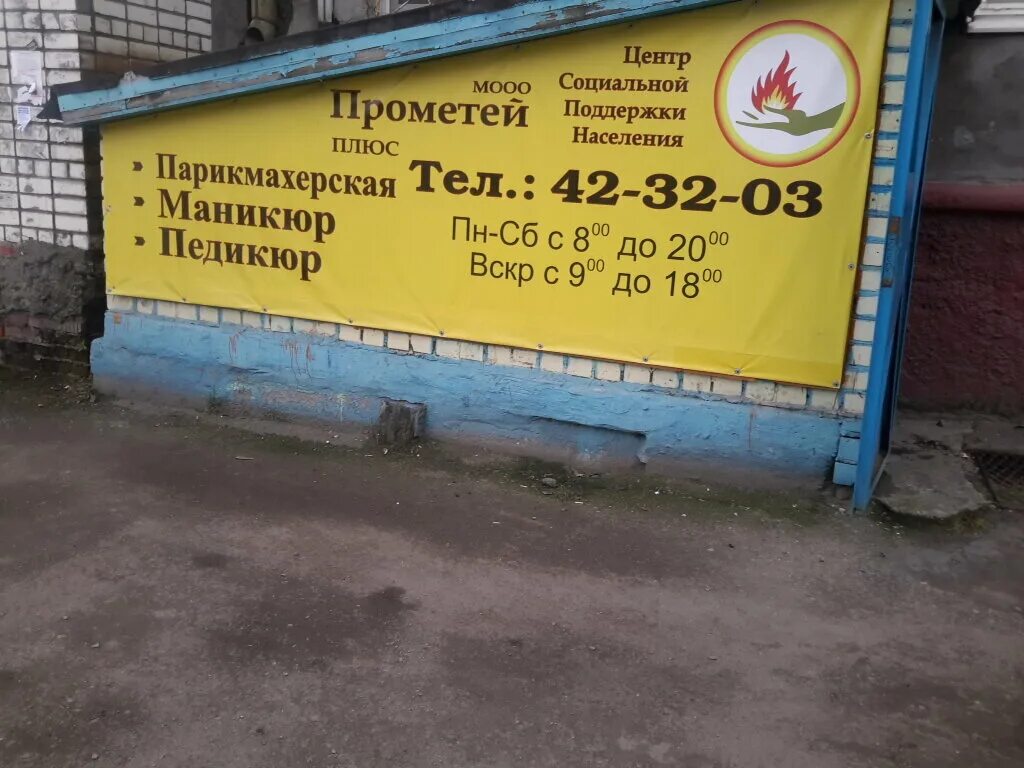 МООО
Прометей
плюс
Центр
Социальной
Поддержки
Населения
» Парикмахерская
» Маникюр
» Педикюр
Тел.: 42-32-03
Пн-Сб с 8⁰⁰ до 20⁰⁰
Вскр с 9⁰⁰ до 18⁰⁰